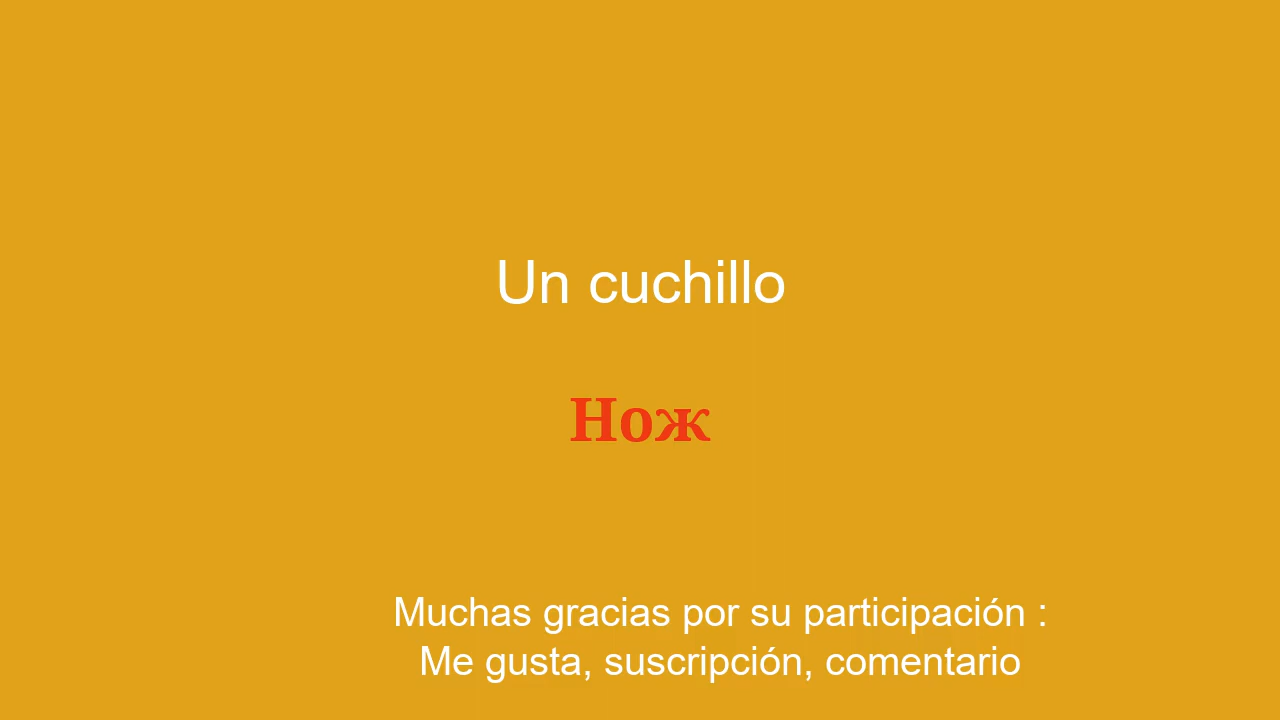 Un cuchillo
Нож
Muchas gracias por su participación :
Me gusta, suscripción, comentario